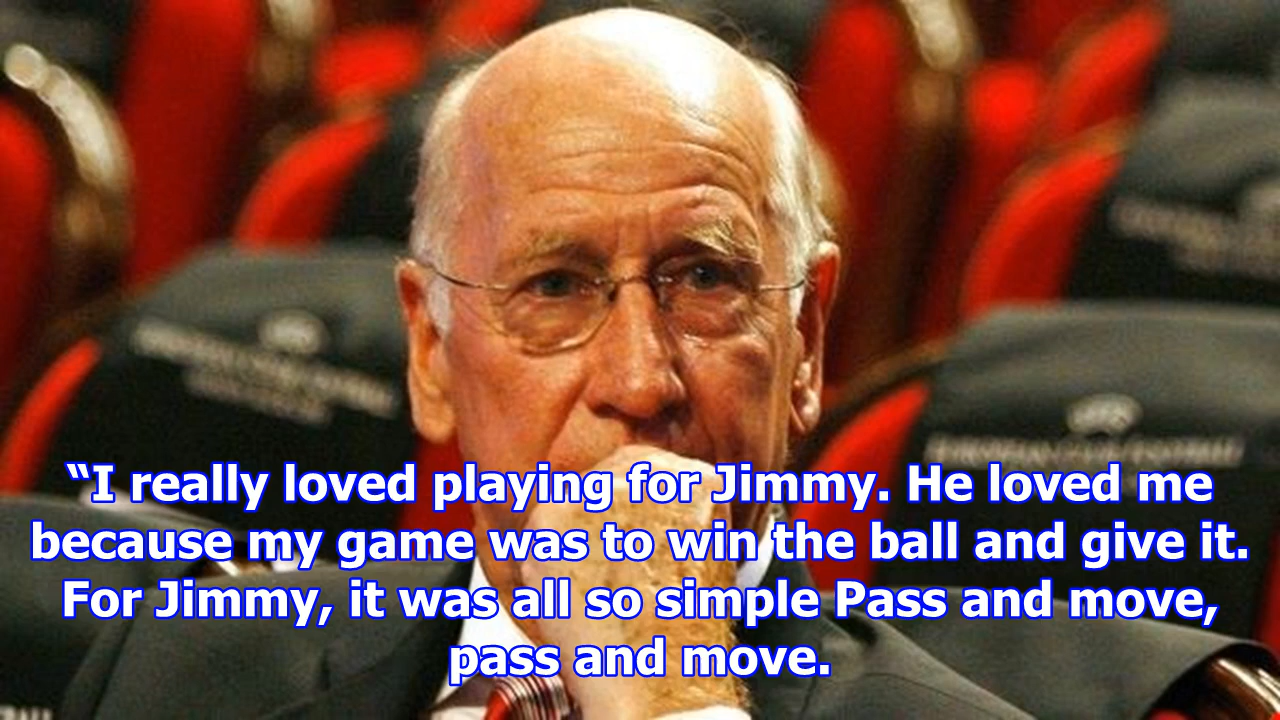 “I really loved playing for Jimmy. He loved me
because my game was to win the ball and give it.
For Jimmy, it was all so simple Pass and move,
pass and move.